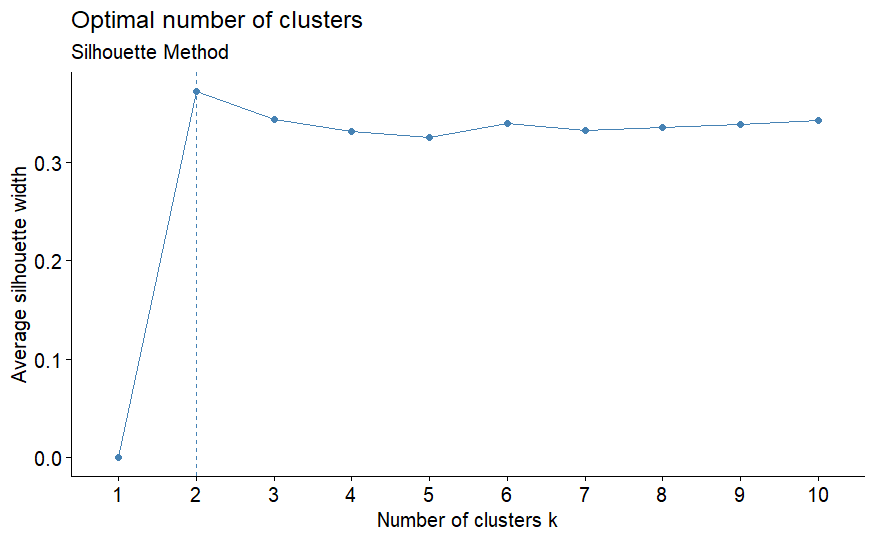 Optimal number of clusters
Silhouette Method
Average silhouette width
0.3
0.2
0.1
0.0
1 2 3 4 5 6 7 8 9 10
Number of clusters k